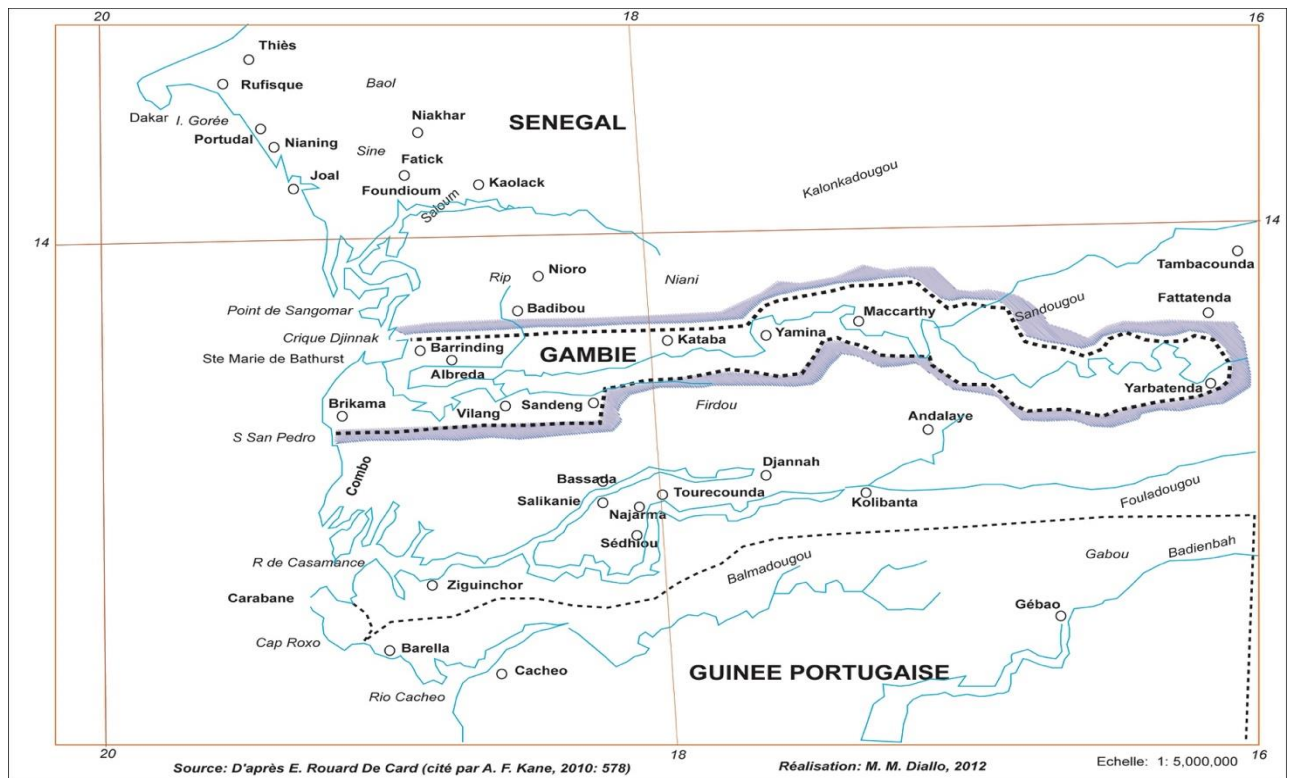 20 18 16
Thiès
Rufisque
Baol
Dakar I. Gorée
Niakhar
SENEGAL
Portudal
Nianing
Sine
Fatick
Joal
Foundioum
Kaolack
Saloum
Kalonkadougou
14 14
Tambacounda
Rip
Nioro
Niani
Point de Sangomar
Badibou
Sandougou
Fattatenda
Maccarthy
Crique Djinnak
Yamina
Ste Marie de Bathurst
Barrinding
GAMBIE
Kataba
Albreda
Yarbatenda
Brikama
Vilang
Sandeng
Firdou
Andalaye
S San Pedro
Combo
Djannah
Bassada
Salikanie
Tourecounda
Kolibanta
Najarma
Fouladougou
Sédhiou
R de Casamance
Balmadougou
Gabou
Badienbah
Ziguinchor
Carabane
Gébao
Cap Roxo
Barella
Cacheo
GUINEE PORTUGAISE
Rio Cacheo
20 18 16
Source: D'après E. Rouard De Card (cité par A. F. Kane, 2010: 578) Réalisation: M. M. Diallo, 2012 Echelle: 1: 5,000,000